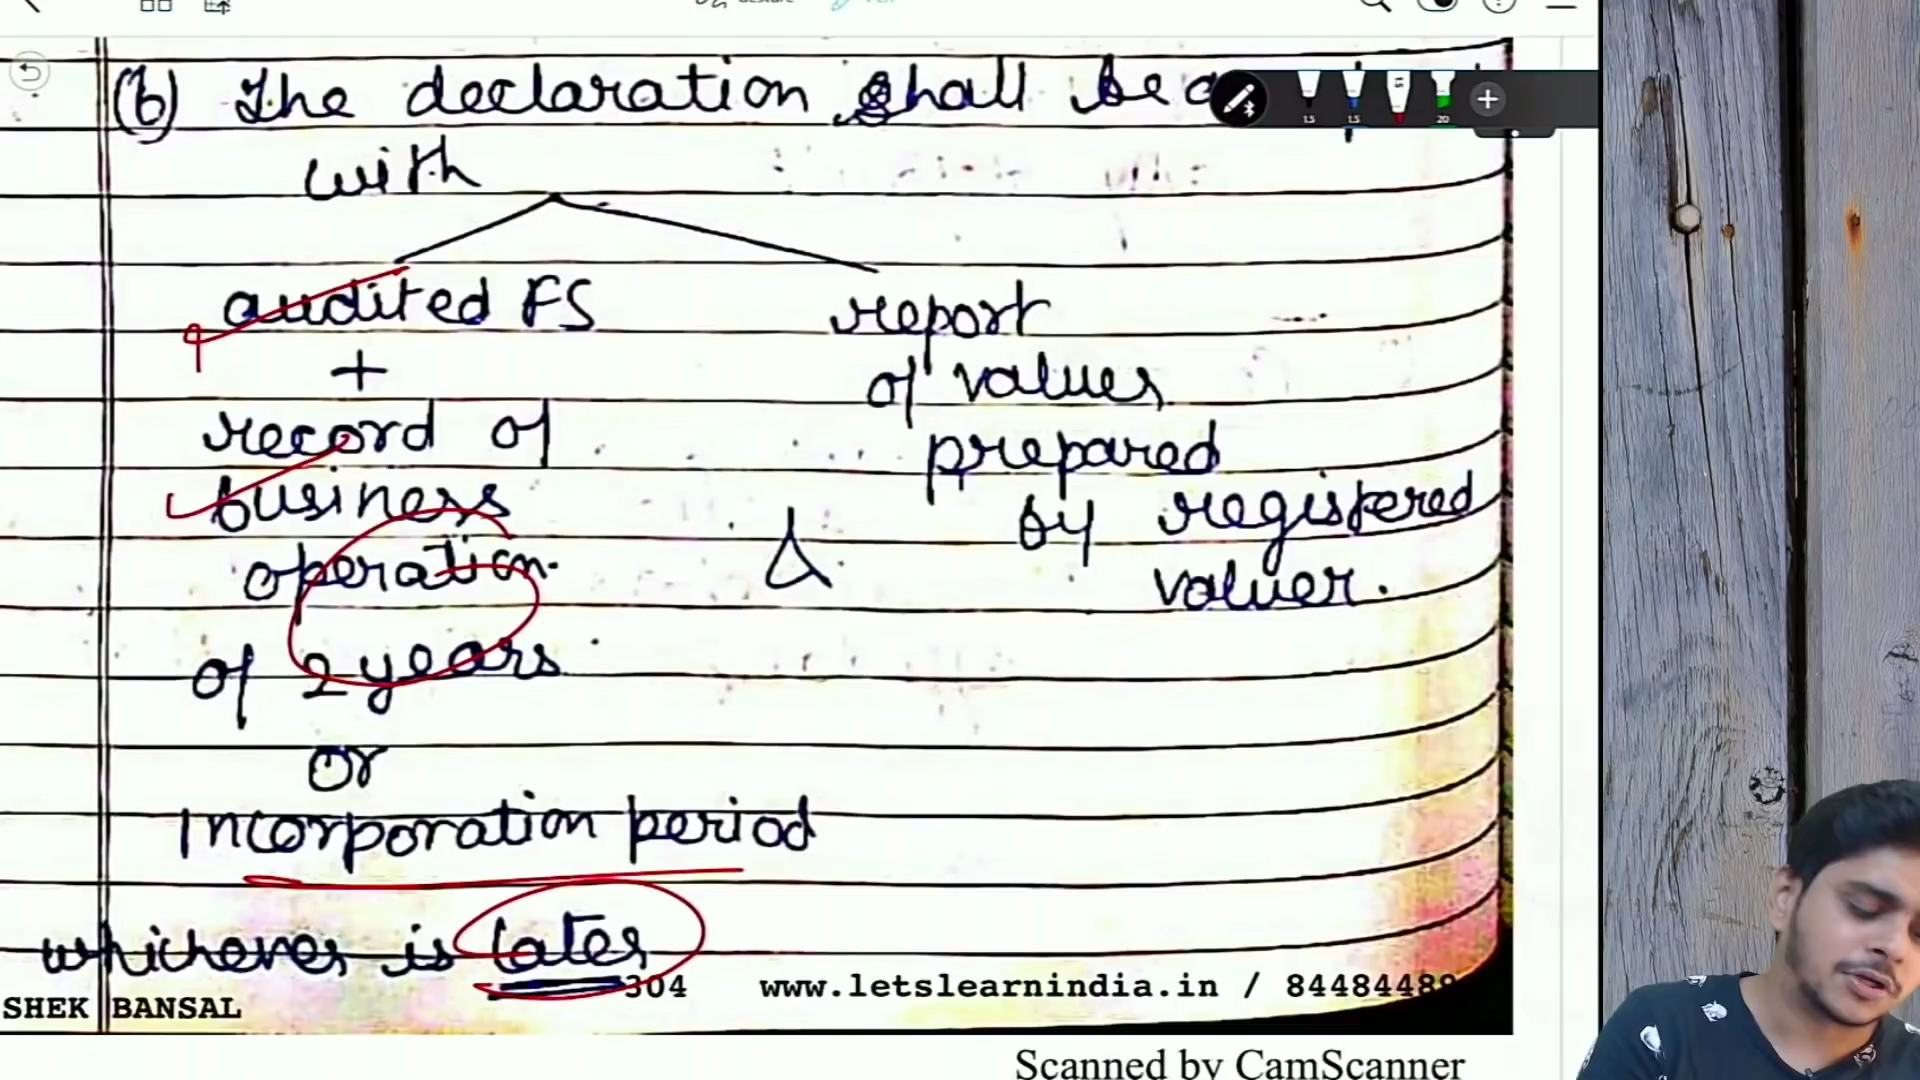 (b) The declaration shall be
with
audited FS
+
record of
business
operation.
of 2 years
or
Incorporation period
whichever is later
&
report
of values
prepared
by registered
valuer.
304 www.letslearnindia.in / 84484489
SHEK BANSAL
Scanned by CamScanner